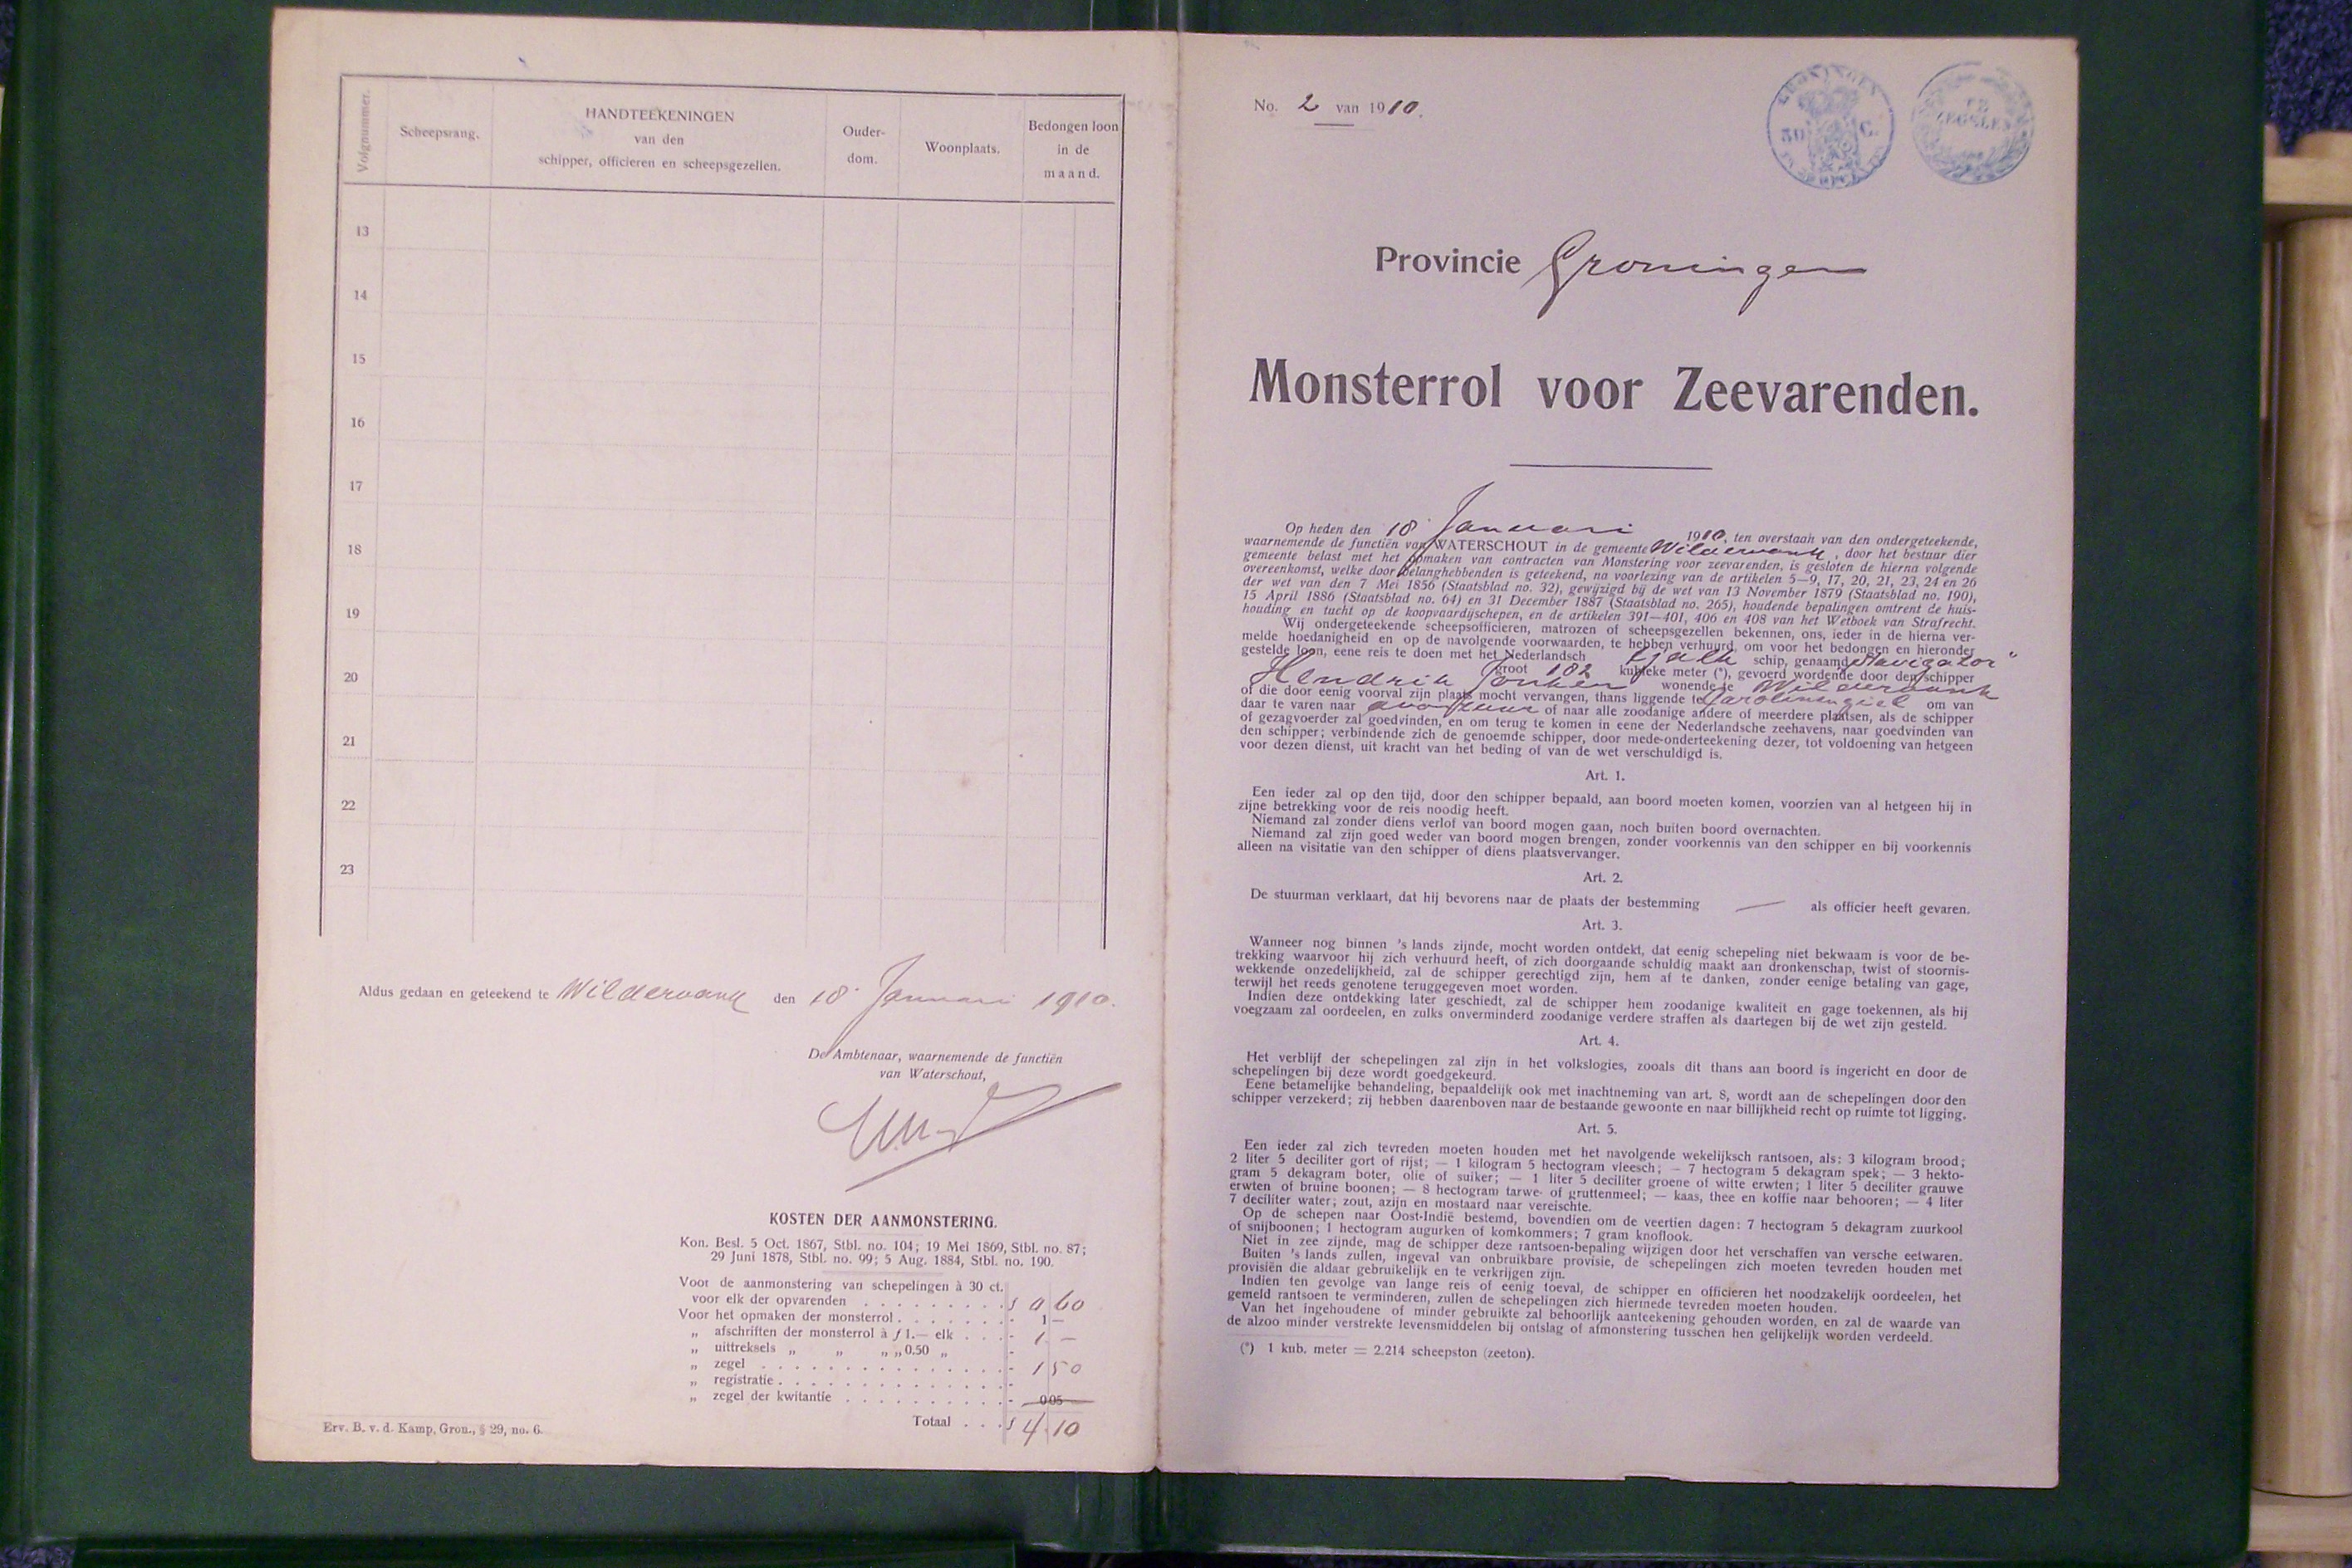 Volgnummer.
Scheepsrang.
HANDTEEKENINGEN
van den
schipper, officieren en scheepsgezellen.
Ouder-
dom.
Woonplaats.
Bedongen loon
in de
maand.
13
14
15
16
17
18
19
20
21
22
23
Aldus gedaan en geteekend te Wildervank den 18 Januari 1910.
De Ambtenaar, waarnemende de functiën
van Waterschout,
KOSTEN DER AANMONSTERING.
Kon. Besl. 5 Oct. 1867, Stbl. no. 104; 19 Mei 1869, Stbl. no. 87;
29 Juni 1878, Stbl. no. 99; 5 Aug. 1884, Stbl. no. 190.
Voor de aanmonstering van schepelingen à 30 ct.
voor elk der opvarenden . . . . . . . . . f 0 60
Voor het opmaken der monsterrol . . . . . . . - 1 —
„ afschriften der monsterrol à f 1.— elk . . . - 1 —
„ uittreksels „ „ „ „ 0.50 „ -
„ zegel . . . . . . . . . . . . . . . - 1 50
„ registratie . . . . . . . . . . . . . . -
„ zegel der kwitantie . . . . . . . . . . - 0 05
Totaal . . . f 4 10
Erv. B. v. d. Kamp, Gron., § 29, no. 6.
No. 2 van 1910.
GRONINGEN
30 C.
Provincie Groningen
Monsterrol voor Zeevarenden.
Op heden den 18 Januari 1910, ten overstaan van den ondergeteekende,
waarnemende de functiën van WATERSCHOUT in de gemeente Wildervank, door het bestuur dier
gemeente belast met het opmaken van contracten van Monstering voor zeevarenden, is gesloten de hierna volgende
overeenkomst, welke door belanghebbenden is geteekend, na voorlezing van de artikelen 5—9, 17, 20, 21, 23, 24 en 26
der wet van den 7 Mei 1856 (Staatsblad no. 32), gewijzigd bij de wet van 13 November 1879 (Staatsblad no. 190),
15 April 1886 (Staatsblad no. 64) en 31 December 1887 (Staatsblad no. 265), houdende bepalingen omtrent de huis-
houding en tucht op de koopvaardijschepen, en de artikelen 391—401, 406 en 408 van het Wetboek van Strafrecht.
Wij ondergeteekende scheepsofficieren, matrozen of scheepsgezellen bekennen, ons, ieder in de hierna ver-
melde hoedanigheid en op de navolgende voorwaarden, te hebben verhuurd, om voor het bedongen en hieronder
gestelde loon, eene reis te doen met het Nederlandsch tjalk schip, genaamd „Navigator"
groot 182 kubieke meter (*), gevoerd wordende door den schipper
Hendrik Jonker wonende te Wildervank
of die door eenig voorval zijn plaats mocht vervangen, thans liggende te Carolinensiel om van
daar te varen naar avontuur of naar alle zoodanige andere of meerdere plaatsen, als de schipper
of gezagvoerder zal goedvinden, en om terug te komen in eene der Nederlandsche zeehavens, naar goedvinden van
den schipper; verbindende zich de genoemde schipper, door mede-onderteekening dezer, tot voldoening van hetgeen
voor dezen dienst, uit kracht van het beding of van de wet verschuldigd is.
Art. 1.
Een ieder zal op den tijd, door den schipper bepaald, aan boord moeten komen, voorzien van al hetgeen hij in
zijne betrekking voor de reis noodig heeft.
Niemand zal zonder diens verlof van boord mogen gaan, noch buiten boord overnachten.
Niemand zal zijn goed weder van boord mogen brengen, zonder voorkennis van den schipper en bij voorkennis
alleen na visitatie van den schipper of diens plaatsvervanger.
Art. 2.
De stuurman verklaart, dat hij bevorens naar de plaats der bestemming — als officier heeft gevaren.
Art. 3.
Wanneer nog binnen 's lands zijnde, mocht worden ontdekt, dat eenig schepeling niet bekwaam is voor de be-
trekking waarvoor hij zich verhuurd heeft, of zich doorgaande schuldig maakt aan dronkenschap, twist of stoornis-
wekkende onzedelijkheid, zal de schipper gerechtigd zijn, hem af te danken, zonder eenige betaling van gage,
terwijl het reeds genotene teruggegeven moet worden.
Indien deze ontdekking later geschiedt, zal de schipper hem zoodanige kwaliteit en gage toekennen, als hij
voegzaam zal oordeelen, en zulks onverminderd zoodanige verdere straffen als daartegen bij de wet zijn gesteld.
Art. 4.
Het verblijf der schepelingen zal zijn in het volkslogies, zooals dit thans aan boord is ingericht en door de
schepelingen bij deze wordt goedgekeurd.
Eene betamelijke behandeling, bepaaldelijk ook met inachtneming van art. 8, wordt aan de schepelingen door den
schipper verzekerd; zij hebben daarenboven naar de bestaande gewoonte en naar billijkheid recht op ruimte tot ligging.
Art. 5.
Een ieder zal zich tevreden moeten houden met het navolgende wekelijksch rantsoen, als: 3 kilogram brood;
2 liter 5 deciliter gort of rijst; — 1 kilogram 5 hectogram vleesch; — 7 hectogram 5 dekagram spek; — 3 hekto-
gram 5 dekagram boter, olie of suiker; — 1 liter 5 deciliter groene of witte erwten; 1 liter 5 deciliter grauwe
erwten of bruine boonen; — 8 hectogram tarwe- of gruttenmeel; — kaas, thee en koffie naar behooren; — 4 liter
7 deciliter water; zout, azijn en mostaard naar vereischte.
Op de schepen naar Oost-Indië bestemd, bovendien om de veertien dagen: 7 hectogram 5 dekagram zuurkool
of snijboonen; 1 hectogram augurken of komkommers; 7 gram knoflook.
Niet in zee zijnde, mag de schipper deze rantsoen-bepaling wijzigen door het verschaffen van versche eetwaren.
Buiten 's lands zullen, ingeval van onbruikbare provisie, de schepelingen zich moeten tevreden houden met
provisiën die aldaar gebruikelijk en te verkrijgen zijn.
Indien ten gevolge van lange reis of eenig toeval, de schipper en officieren het noodzakelijk oordeelen, het
gemeld rantsoen te verminderen, zullen de schepelingen zich hiermede tevreden moeten houden.
Van het ingehoudene of minder gebruikte zal behoorlijk aanteekening gehouden worden, en zal de waarde van
de alzoo minder verstrekte levensmiddelen bij ontslag of afmonstering tusschen hen gelijkelijk worden verdeeld.
(*) 1 kub. meter = 2.214 scheepston (zeeton).